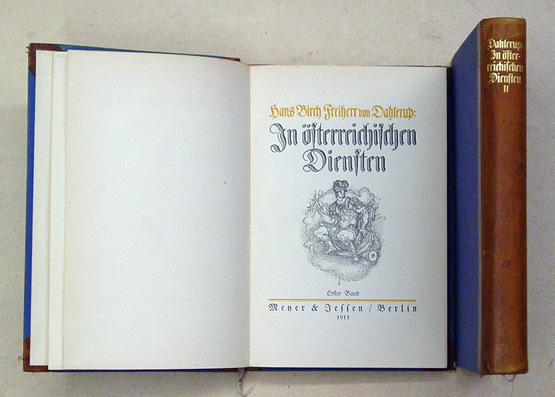 Hans Birch Freiherr von Dahlerup:
In österreichischen
Diensten
Erster Band
Meyer & Jessen / Berlin
1911
Dahlerup
In öster-
reichischen
Diensten
II